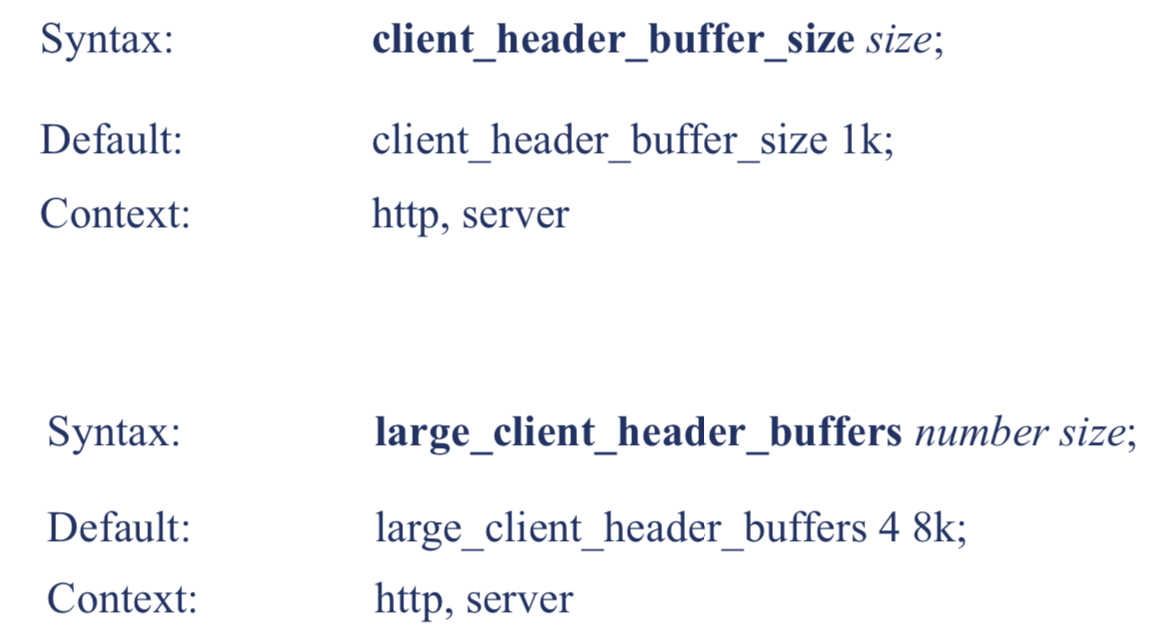 Syntax: client_header_buffer_size size;
Default: client_header_buffer_size 1k;
Context: http, server
Syntax: large_client_header_buffers number size;
Default: large_client_header_buffers 4 8k;
Context: http, server